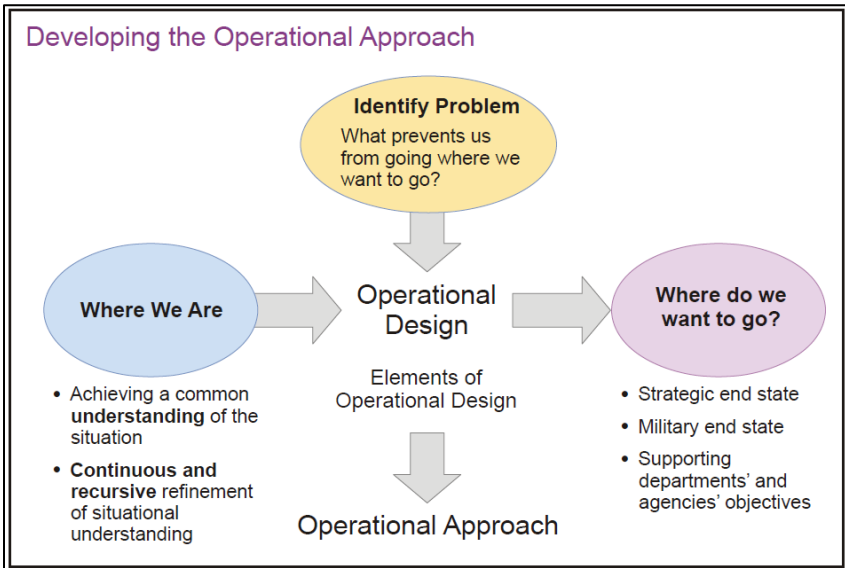 Developing the Operational Approach
Identify Problem
What prevents us
from going where we
want to go?
Where We Are
Operational
Design
Where do we
want to go?
• Achieving a common
understanding of the
situation
• Continuous and
recursive refinement
of situational
understanding
Elements of
Operational Design
• Strategic end state
• Military end state
• Supporting
departments’ and
agencies’ objectives
Operational Approach